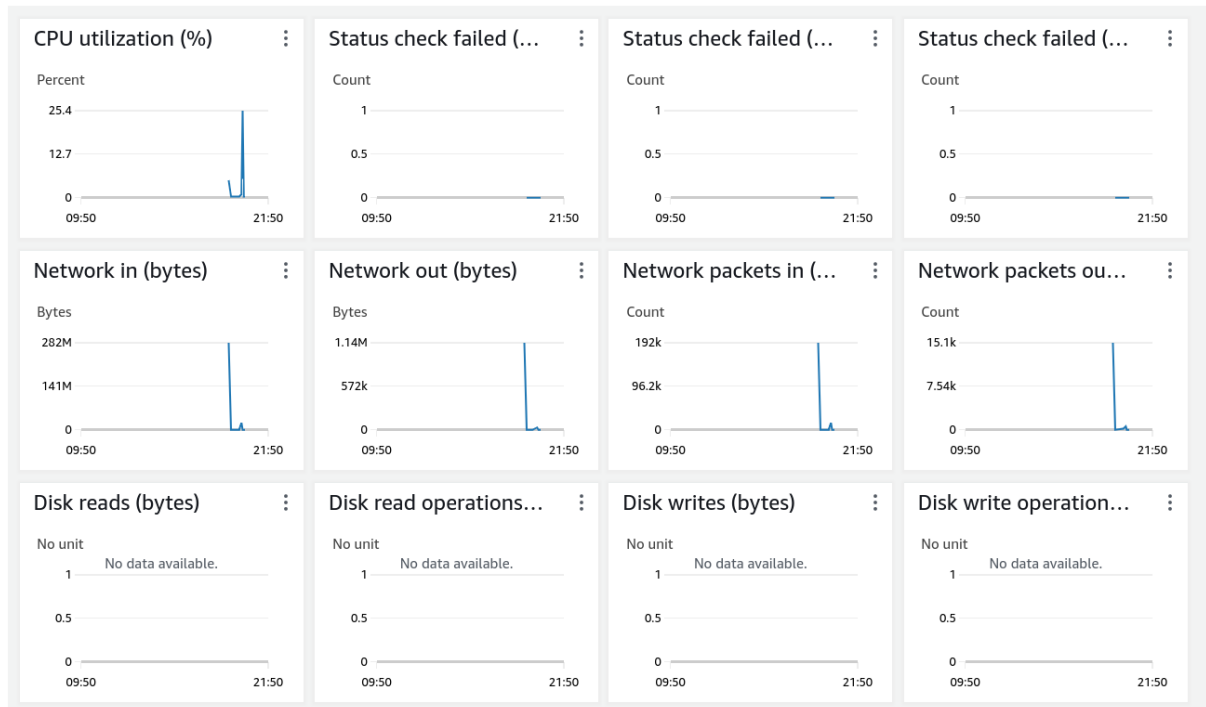 CPU utilization (%)
Percent
25.4
12.7
0
09:50
21:50
Status check failed (...
Count
1
0.5
0
09:50
21:50
Status check failed (...
Count
1
0.5
0
09:50
21:50
Status check failed (...
Count
1
0.5
0
09:50
21:50
Network in (bytes)
Bytes
282M
141M
0
09:50
21:50
Network out (bytes)
Bytes
1.14M
572k
0
09:50
21:50
Network packets in (...
Count
192k
96.2k
0
09:50
21:50
Network packets ou...
Count
15.1k
7.54k
0
09:50
21:50
Disk reads (bytes)
No unit
No data available.
1
0.5
0
09:50
21:50
Disk read operations...
No unit
No data available.
1
0.5
0
09:50
21:50
Disk writes (bytes)
No unit
No data available.
1
0.5
0
09:50
21:50
Disk write operation...
No unit
No data available.
1
0.5
0
09:50
21:50